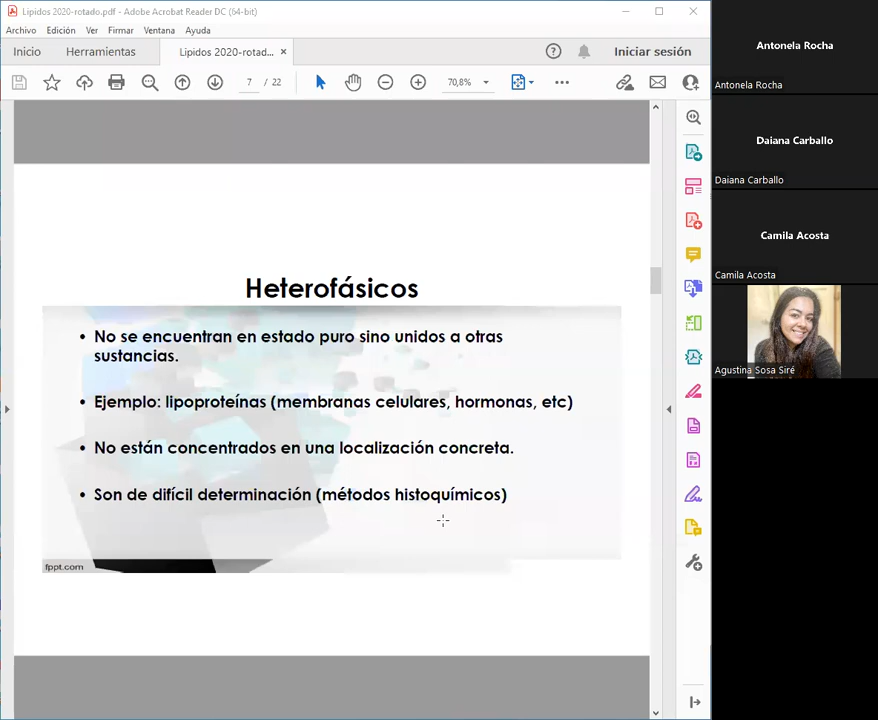 Lipidos 2020-rotado.pdf - Adobe Acrobat Reader DC (64-bit)
Archivo Edición Ver Firmar Ventana Ayuda
Inicio Herramientas Lipidos 2020-rotad... × Iniciar sesión
7 / 22 70,8%
Heterofásicos
• No se encuentran en estado puro sino unidos a otras
sustancias.
• Ejemplo: lipoproteínas (membranas celulares, hormonas, etc)
• No están concentrados en una localización concreta.
• Son de difícil determinación (métodos histoquímicos)
fppt.com
Antonela Rocha
Antonela Rocha
Daiana Carballo
Daiana Carballo
Camila Acosta
Camila Acosta
Agustina Sosa Siré